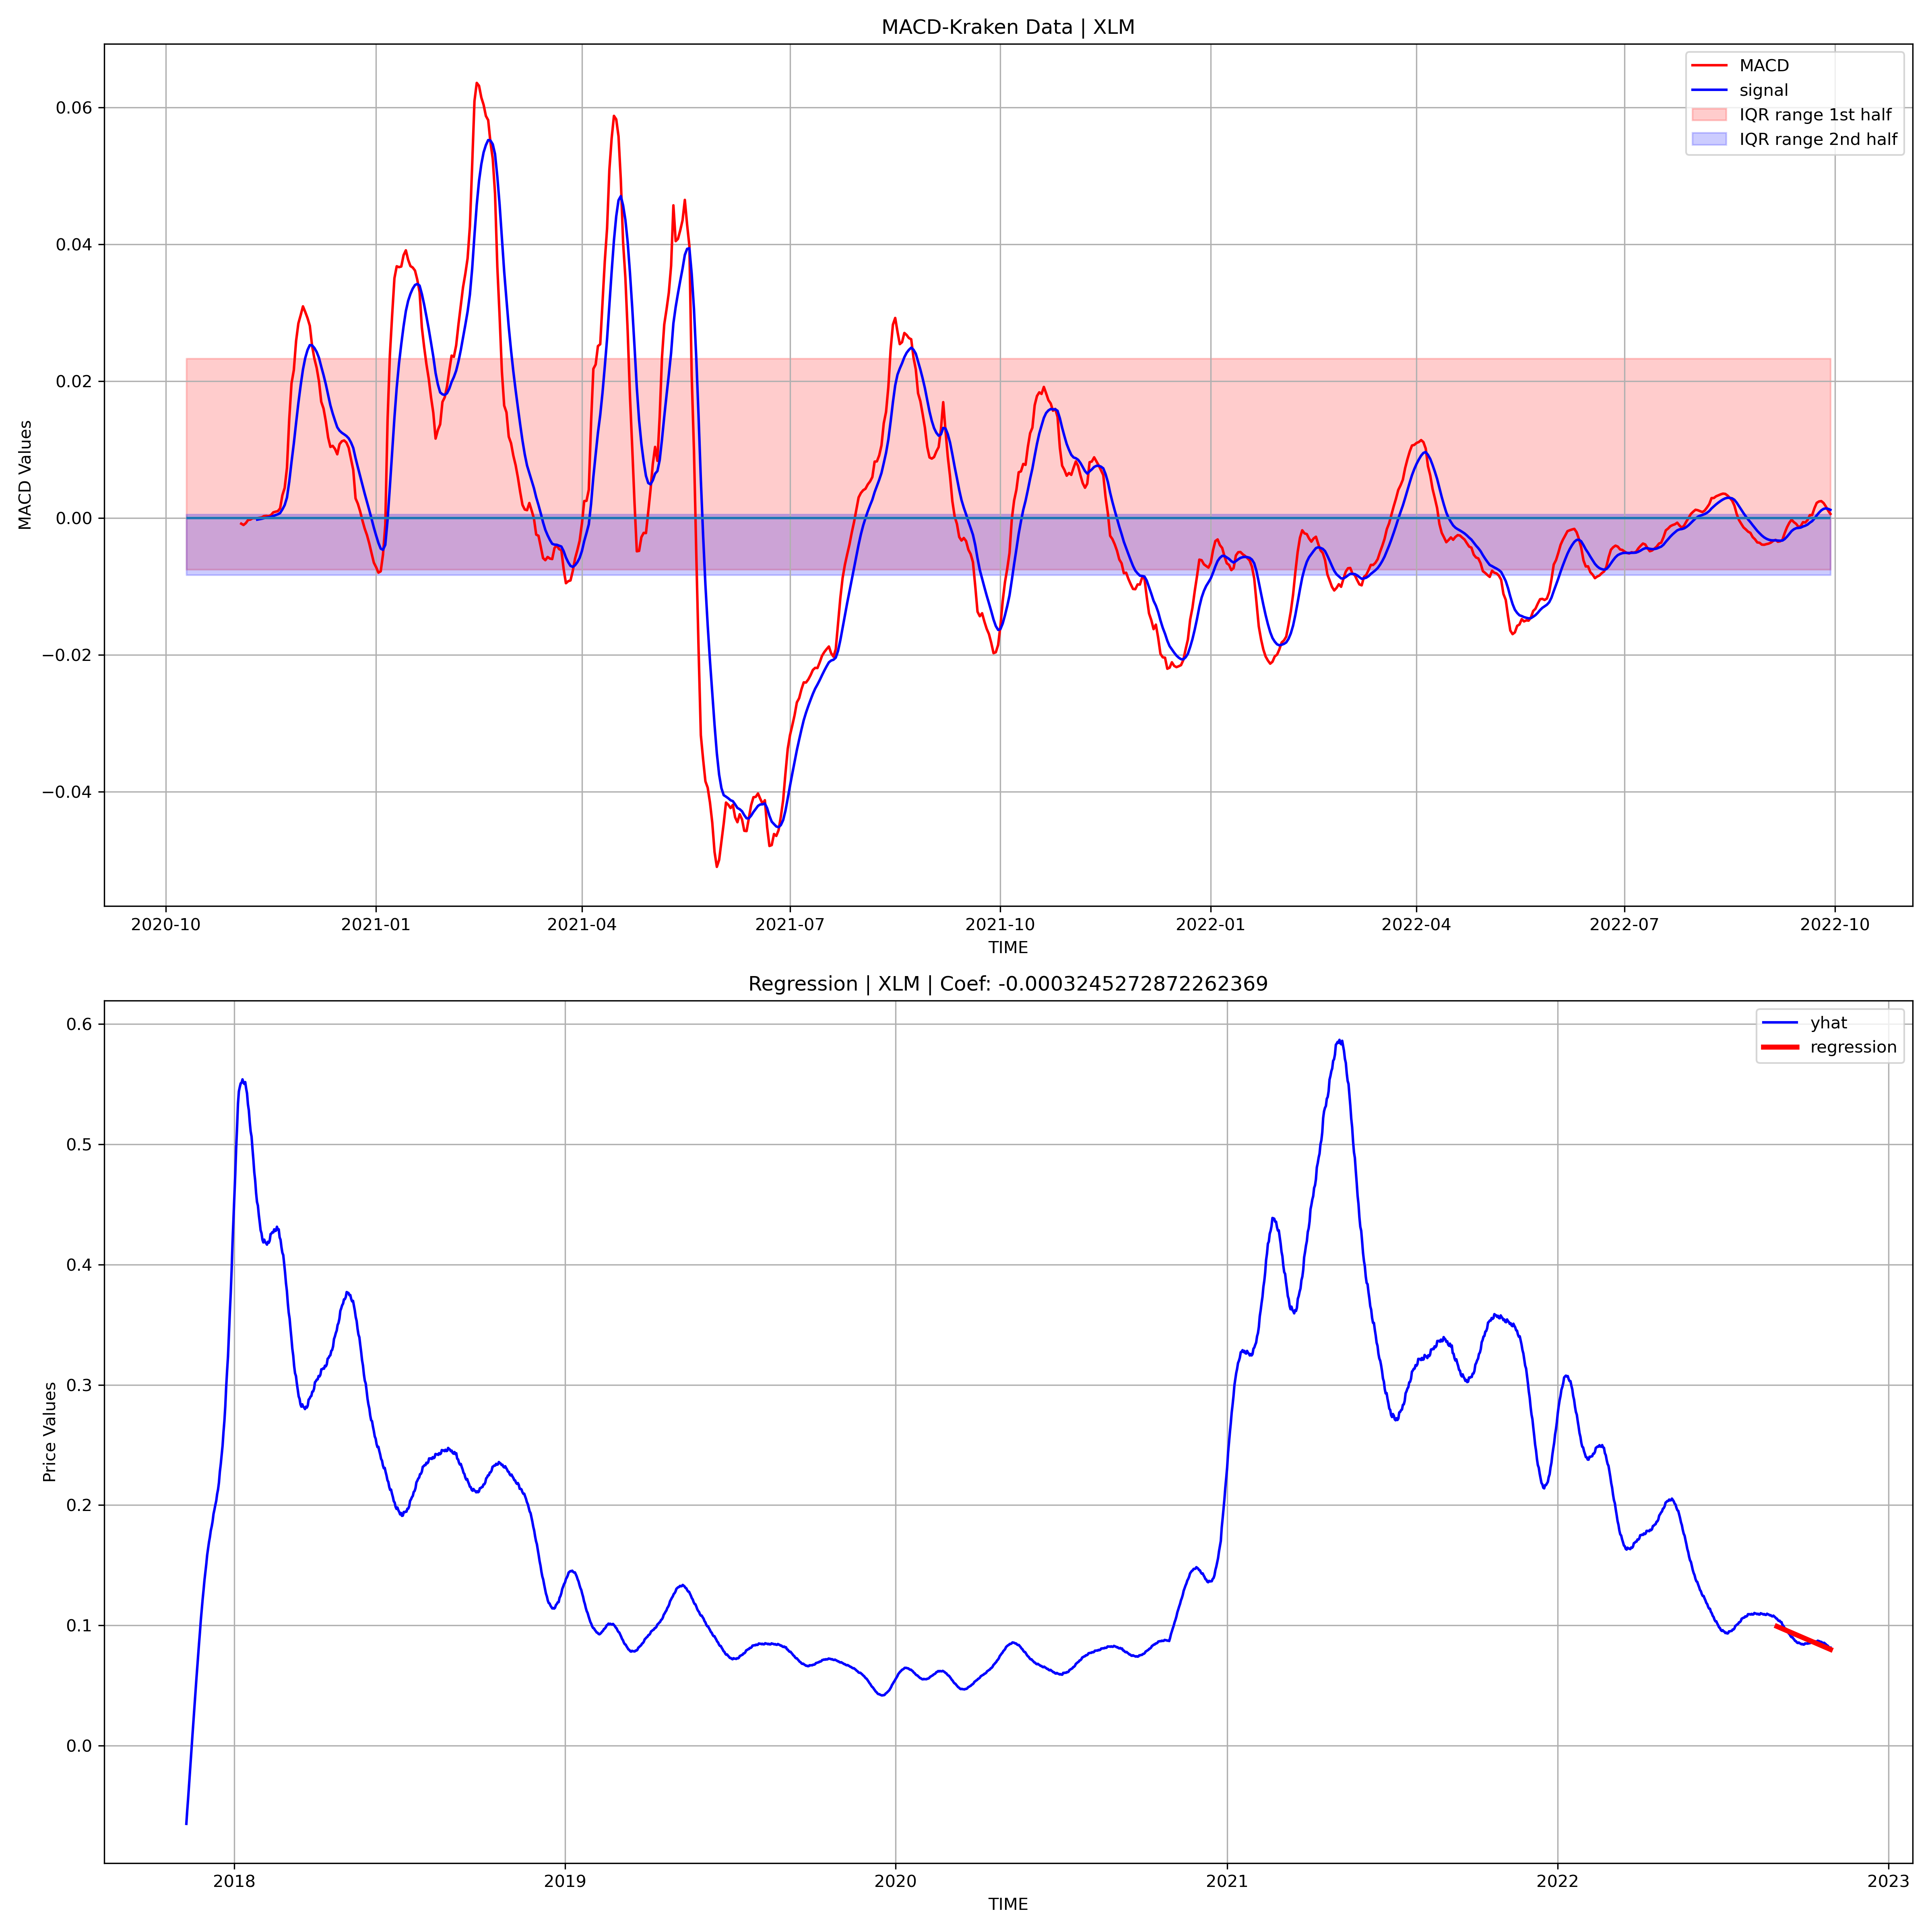 MACD-Kraken Data | XLM
MACD
signal
IQR range 1st half
IQR range 2nd half
MACD Values
0.06
0.04
0.02
0.00
−0.02
−0.04
2020-10
2021-01
2021-04
2021-07
2021-10
2022-01
2022-04
2022-07
2022-10
TIME
Regression | XLM | Coef: -0.0003245272872262369
yhat
regression
Price Values
0.6
0.5
0.4
0.3
0.2
0.1
0.0
2018
2019
2020
2021
2022
2023
TIME